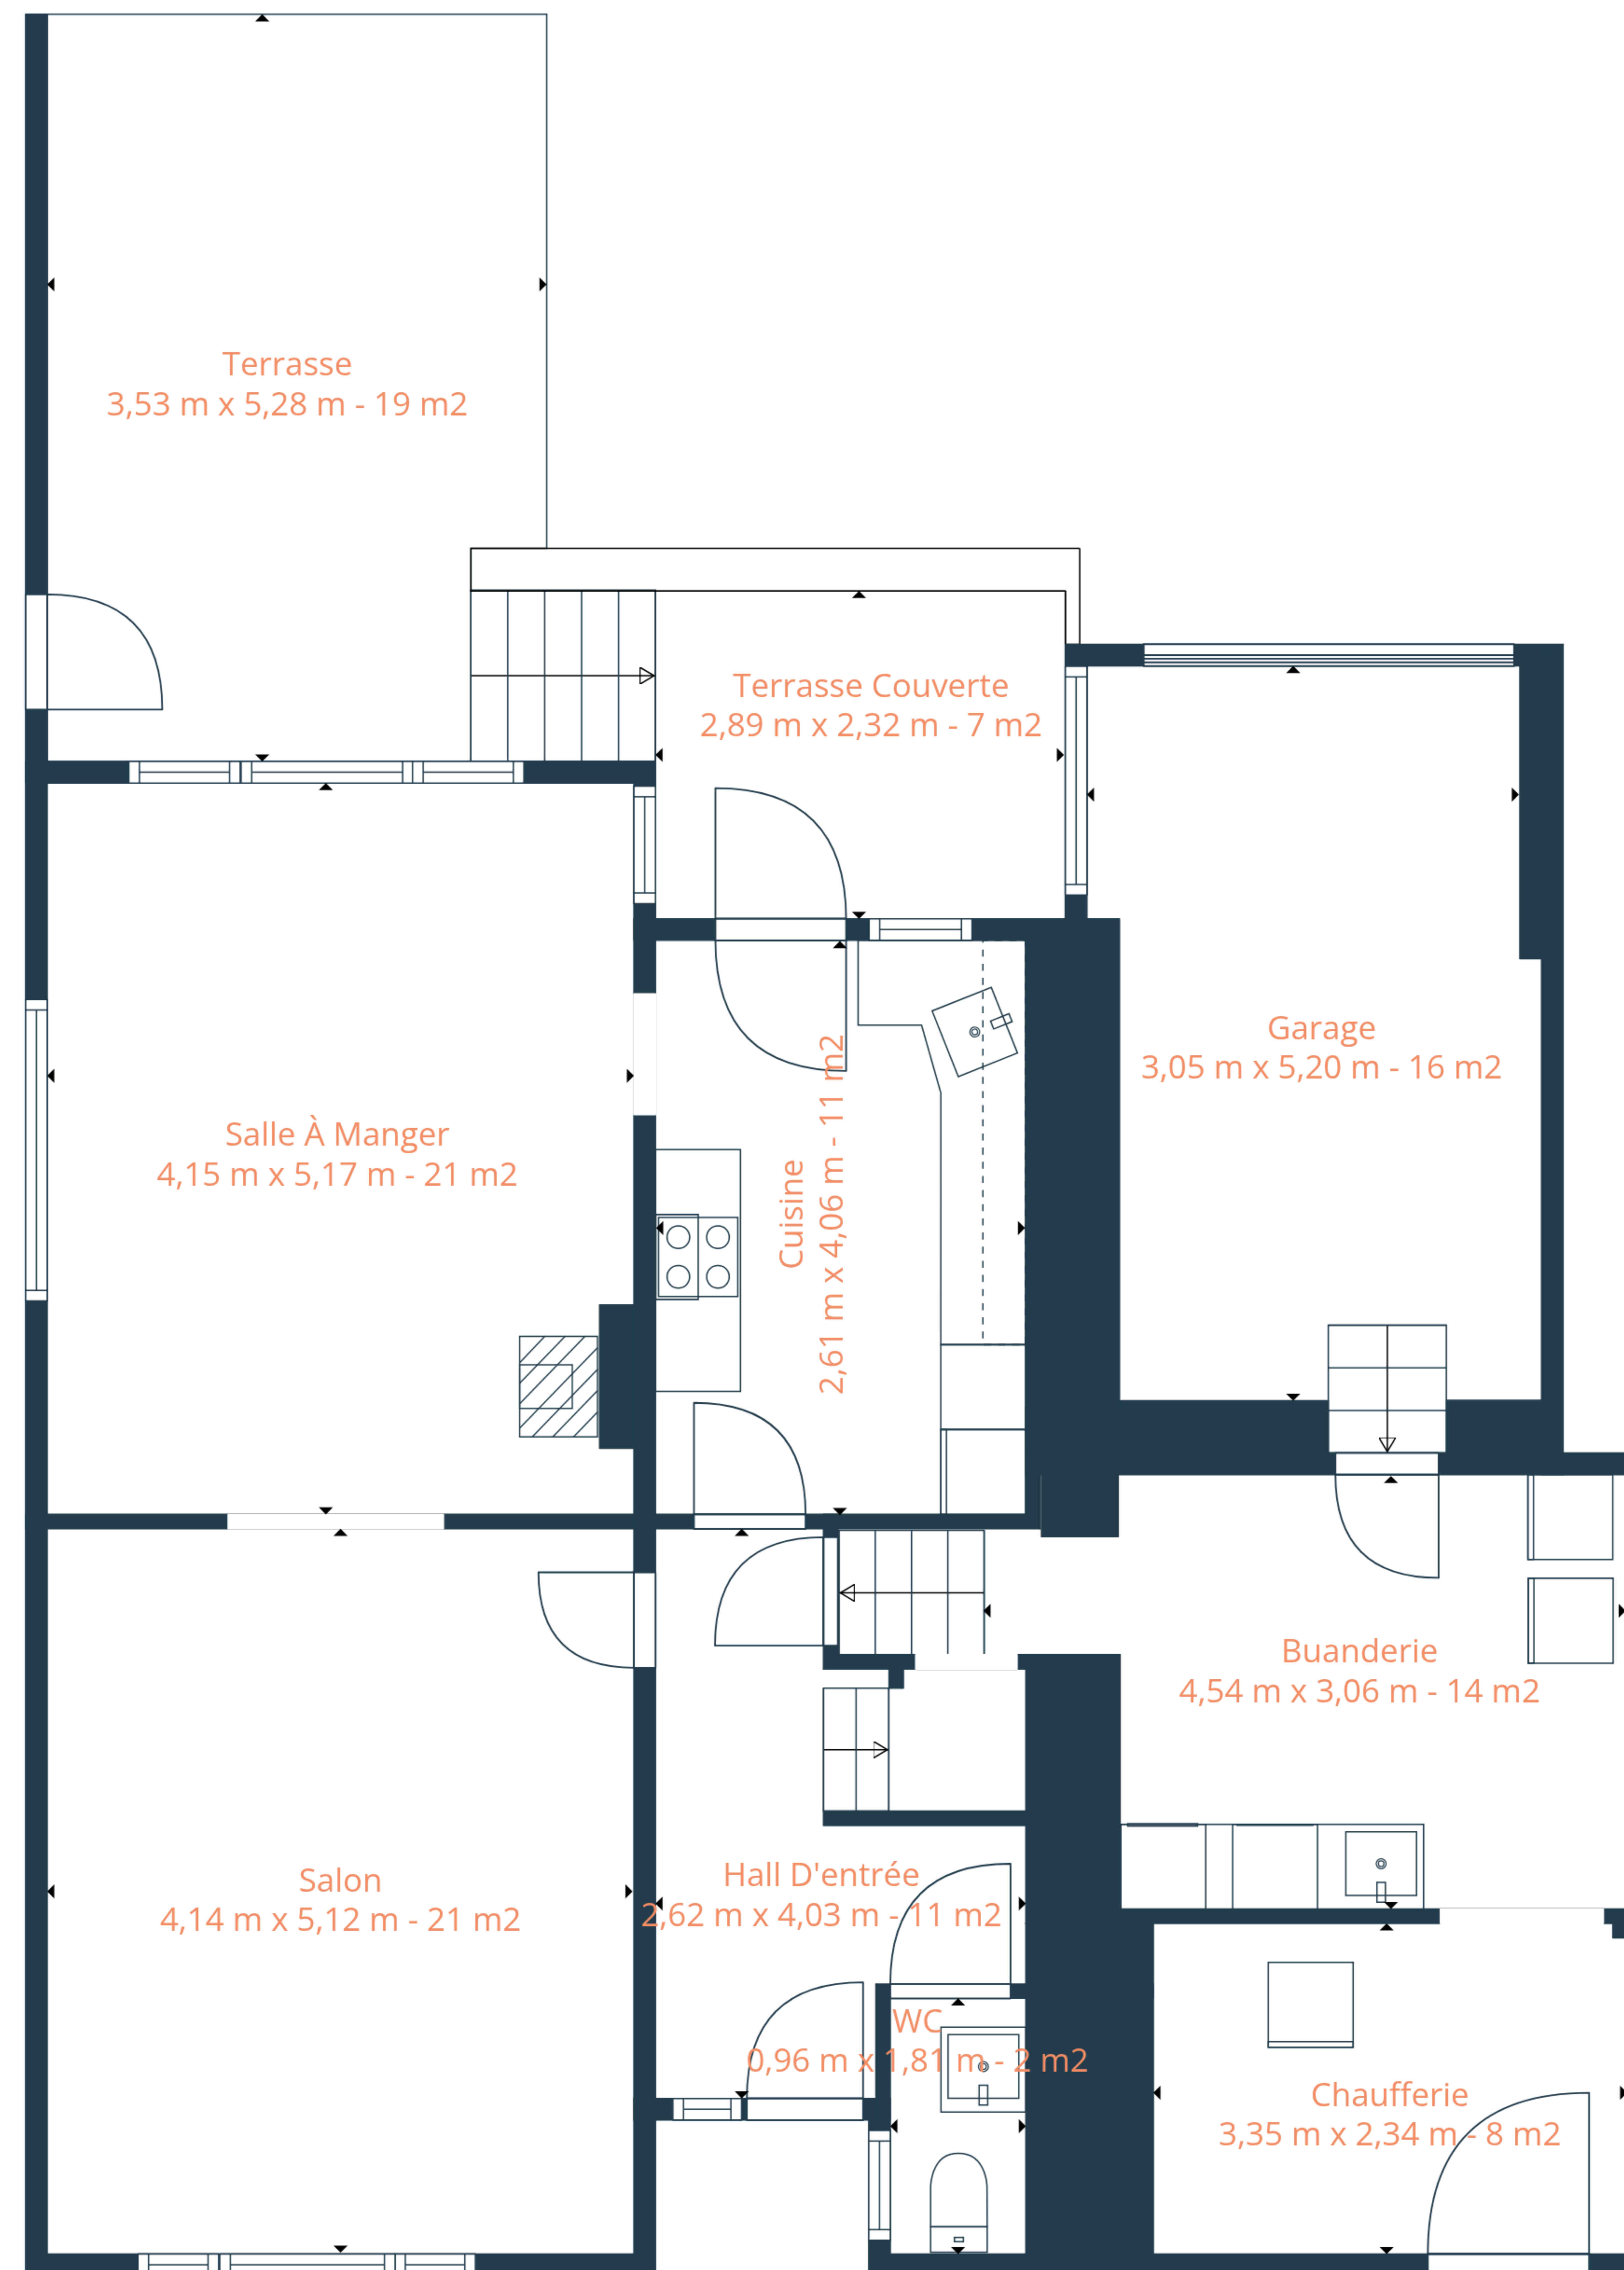 Terrasse
3,53 m x 5,28 m - 19 m2
Terrasse Couverte
2,89 m x 2,32 m - 7 m2
Garage
3,05 m x 5,20 m - 16 m2
Salle À Manger
4,15 m x 5,17 m - 21 m2
Cuisine
2,61 m x 4,06 m - 11 m2
Buanderie
4,54 m x 3,06 m - 14 m2
Salon
4,14 m x 5,12 m - 21 m2
Hall D'entrée
2,62 m x 4,03 m - 11 m2
WC
0,96 m x 1,81 m - 2 m2
Chaufferie
3,35 m x 2,34 m - 8 m2